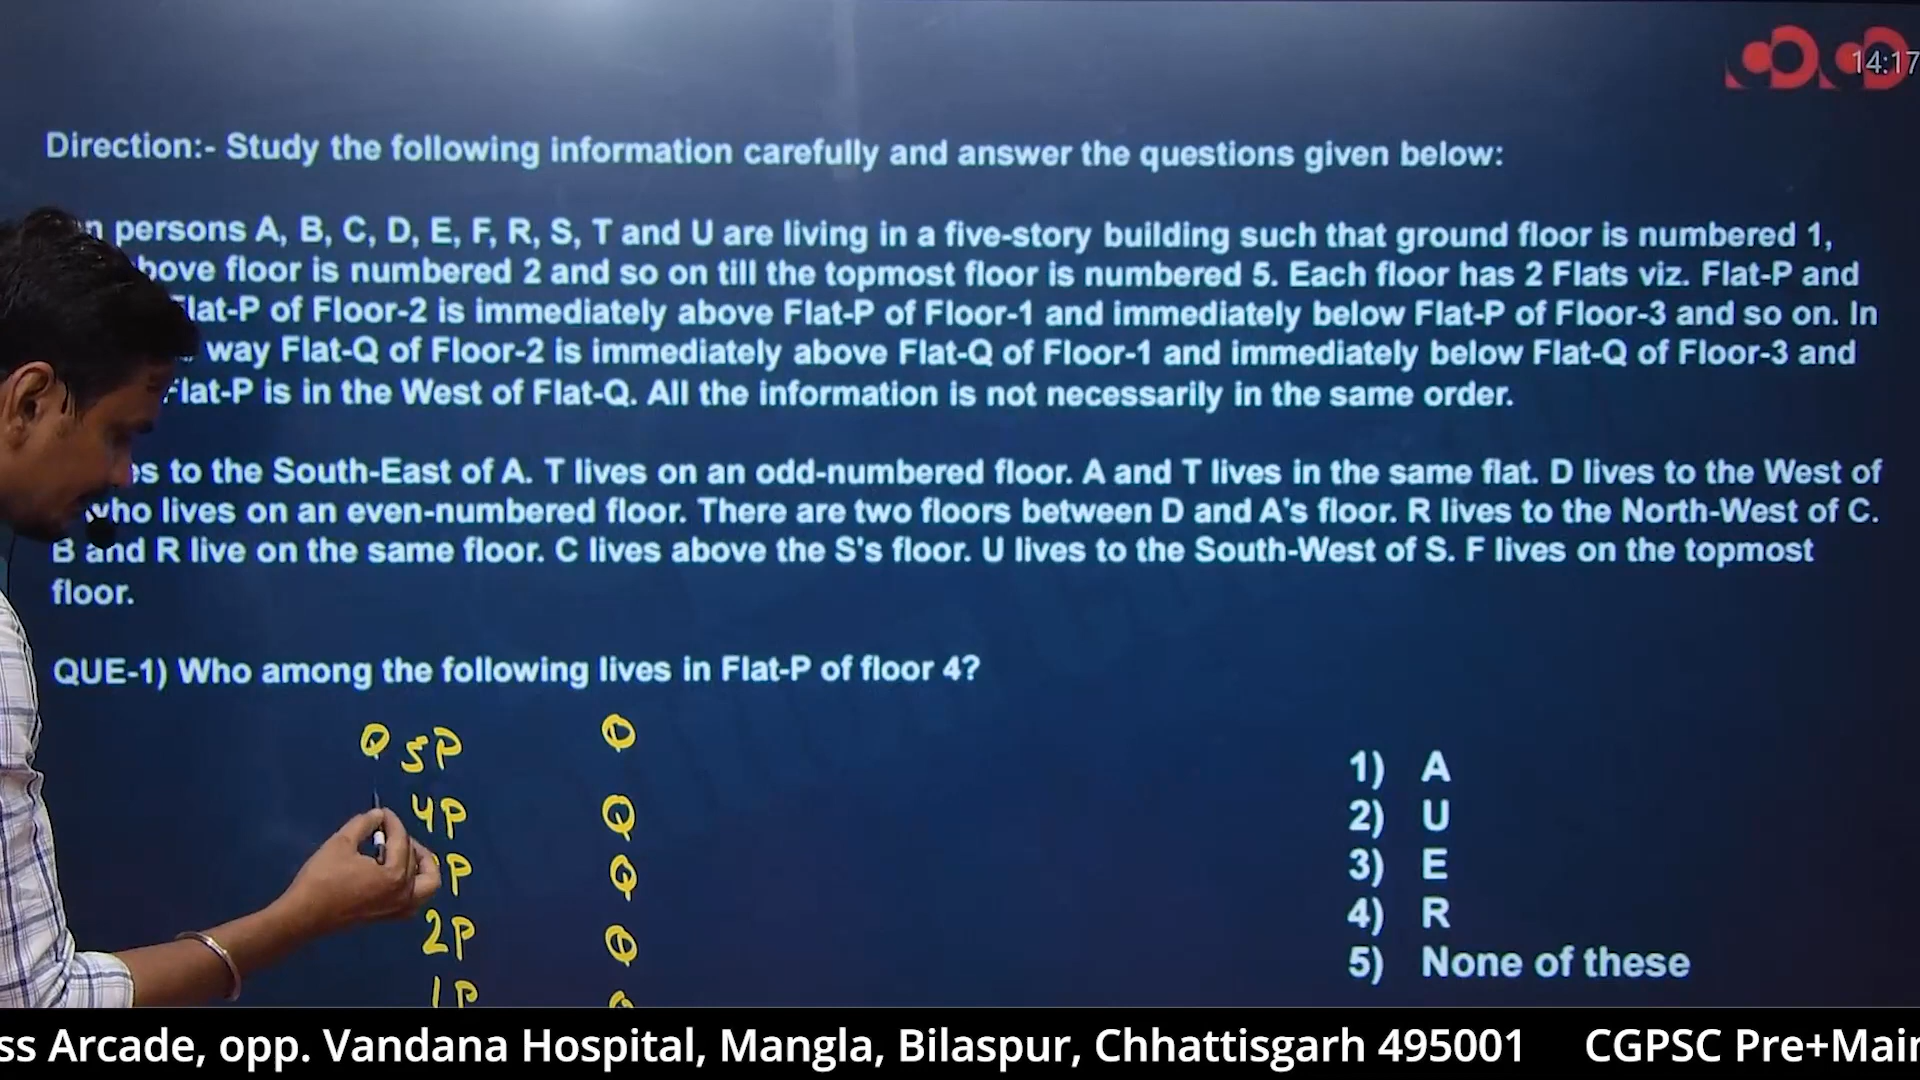 14:17
Direction:- Study the following information carefully and answer the questions given below:
persons A, B, C, D, E, F, R, S, T and U are living in a five-story building such that ground floor is numbered 1,
floor is numbered 2 and so on till the topmost floor is numbered 5. Each floor has 2 Flats viz. Flat-P and
of Floor-2 is immediately above Flat-P of Floor-1 and immediately below Flat-P of Floor-3 and so on. In
way Flat-Q of Floor-2 is immediately above Flat-Q of Floor-1 and immediately below Flat-Q of Floor-3 and
Flat-P is in the West of Flat-Q. All the information is not necessarily in the same order.
to the South-East of A. T lives on an odd-numbered floor. A and T lives in the same flat. D lives to the West of
who lives on an even-numbered floor. There are two floors between D and A's floor. R lives to the North-West of C.
B and R live on the same floor. C lives above the S's floor. U lives to the South-West of S. F lives on the topmost
floor.
QUE-1) Who among the following lives in Flat-P of floor 4?
Q 5P Q
4P Q
P Q
2P Q
1P
1) A
2) U
3) E
4) R
5) None of these
ss Arcade, opp. Vandana Hospital, Mangla, Bilaspur, Chhattisgarh 495001 CGPSC Pre+Main